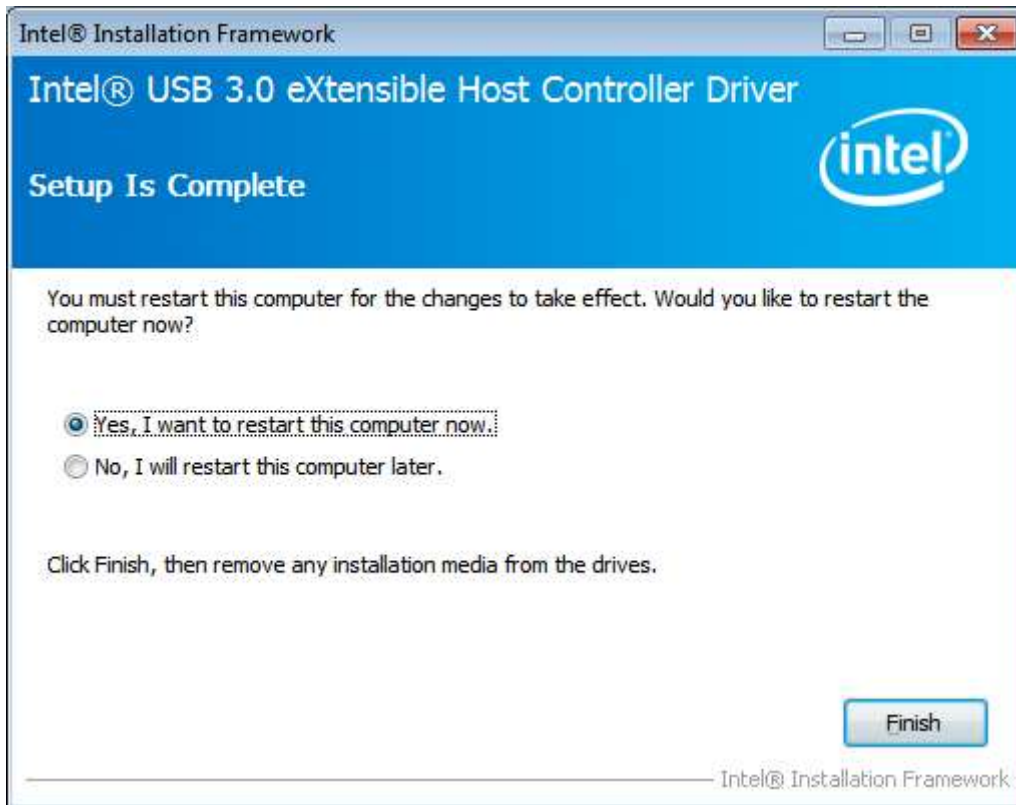 Intel® Installation Framework
Intel® USB 3.0 eXtensible Host Controller Driver
intel
Setup Is Complete
You must restart this computer for the changes to take effect. Would you like to restart the
computer now?
Yes, I want to restart this computer now.
No, I will restart this computer later.
Click Finish, then remove any installation media from the drives.
Finish
Intel® Installation Framework